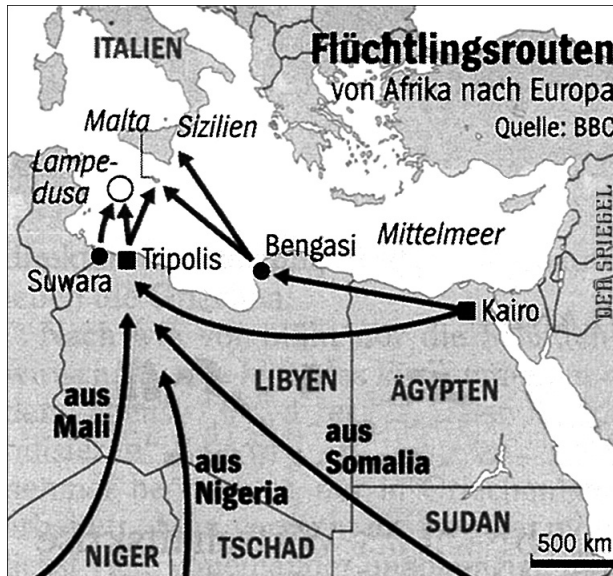 ITALIEN
Flüchtlingsrouten
von Afrika nach Europa
Quelle: BBC
Malta
Sizilien
Lampe-
dusa
Mittelmeer
Bengasi
Tripolis
Suwara
Kairo
DER SPIEGEL
LIBYEN
ÄGYPTEN
aus
Mali
aus
Nigeria
aus
Somalia
NIGER
TSCHAD
SUDAN
500 km